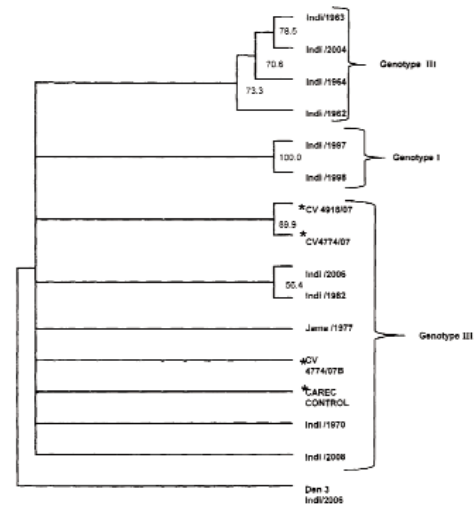 Indi/1963
78.5
Indi /2004
70.6
Genotype III
Indi /1964
73.3
Indi /1962
Indi /1997
100.0
Genotype I
Indi /1998
*CV 4918/07
89.9
*CV4774/07
Indi /2006
56.4
Indi /1982
Jama /1977
Genotype III
*CV
4774/07B
*CAREC
CONTROL
Indi /1970
Indi /2008
Den 3
Indi/2006